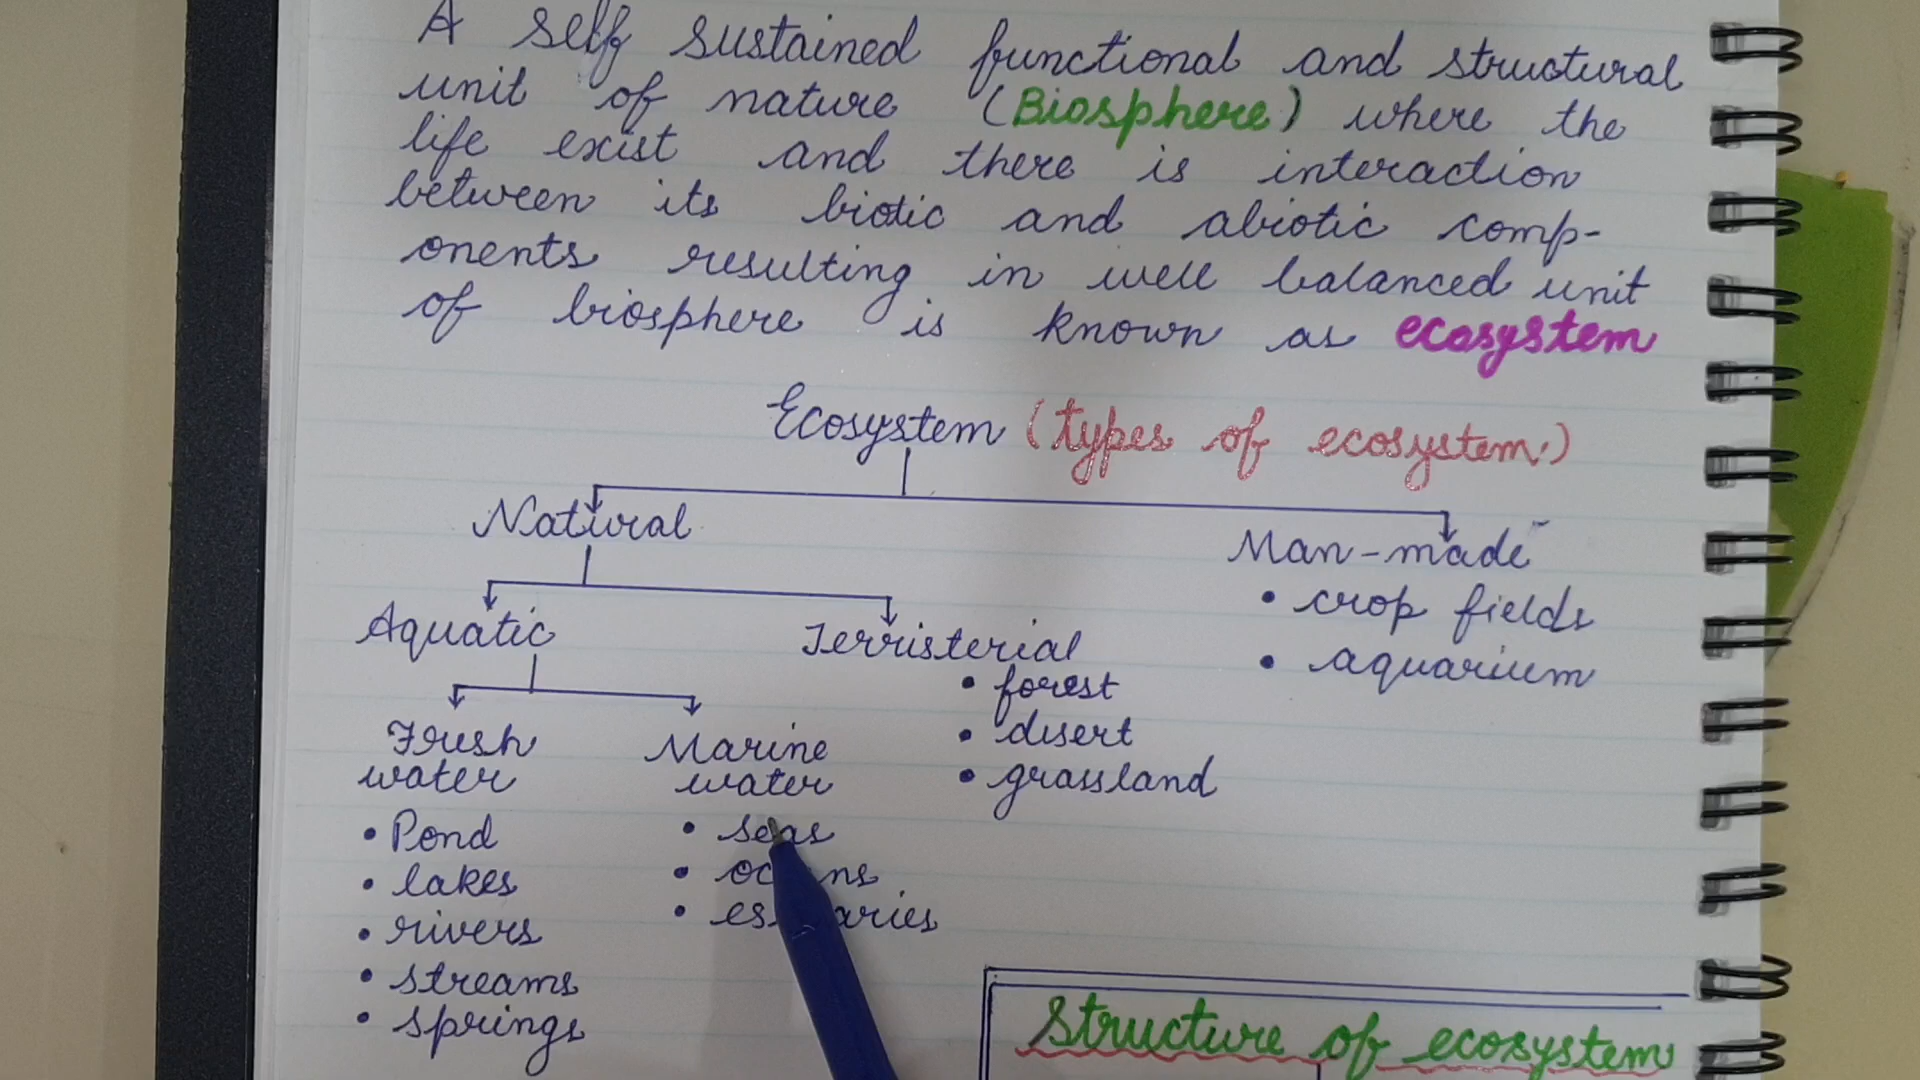 A self sustained functional and structural
unit of nature (Biosphere) where the
life exist and there is interaction
between its biotic and abiotic comp-
onents resulting in well balanced unit
of biosphere is known as ecosystem
Ecosystem (types of ecosystem.)
Natural
Man-made
• crop fields
• aquarium
Aquatic
Terristerial
• forest
• disert
• grassland
Fresh
water
• Pond
• lakes
• rivers
• streams
• springs
Marine
water
• seas
Structure of ecosystem